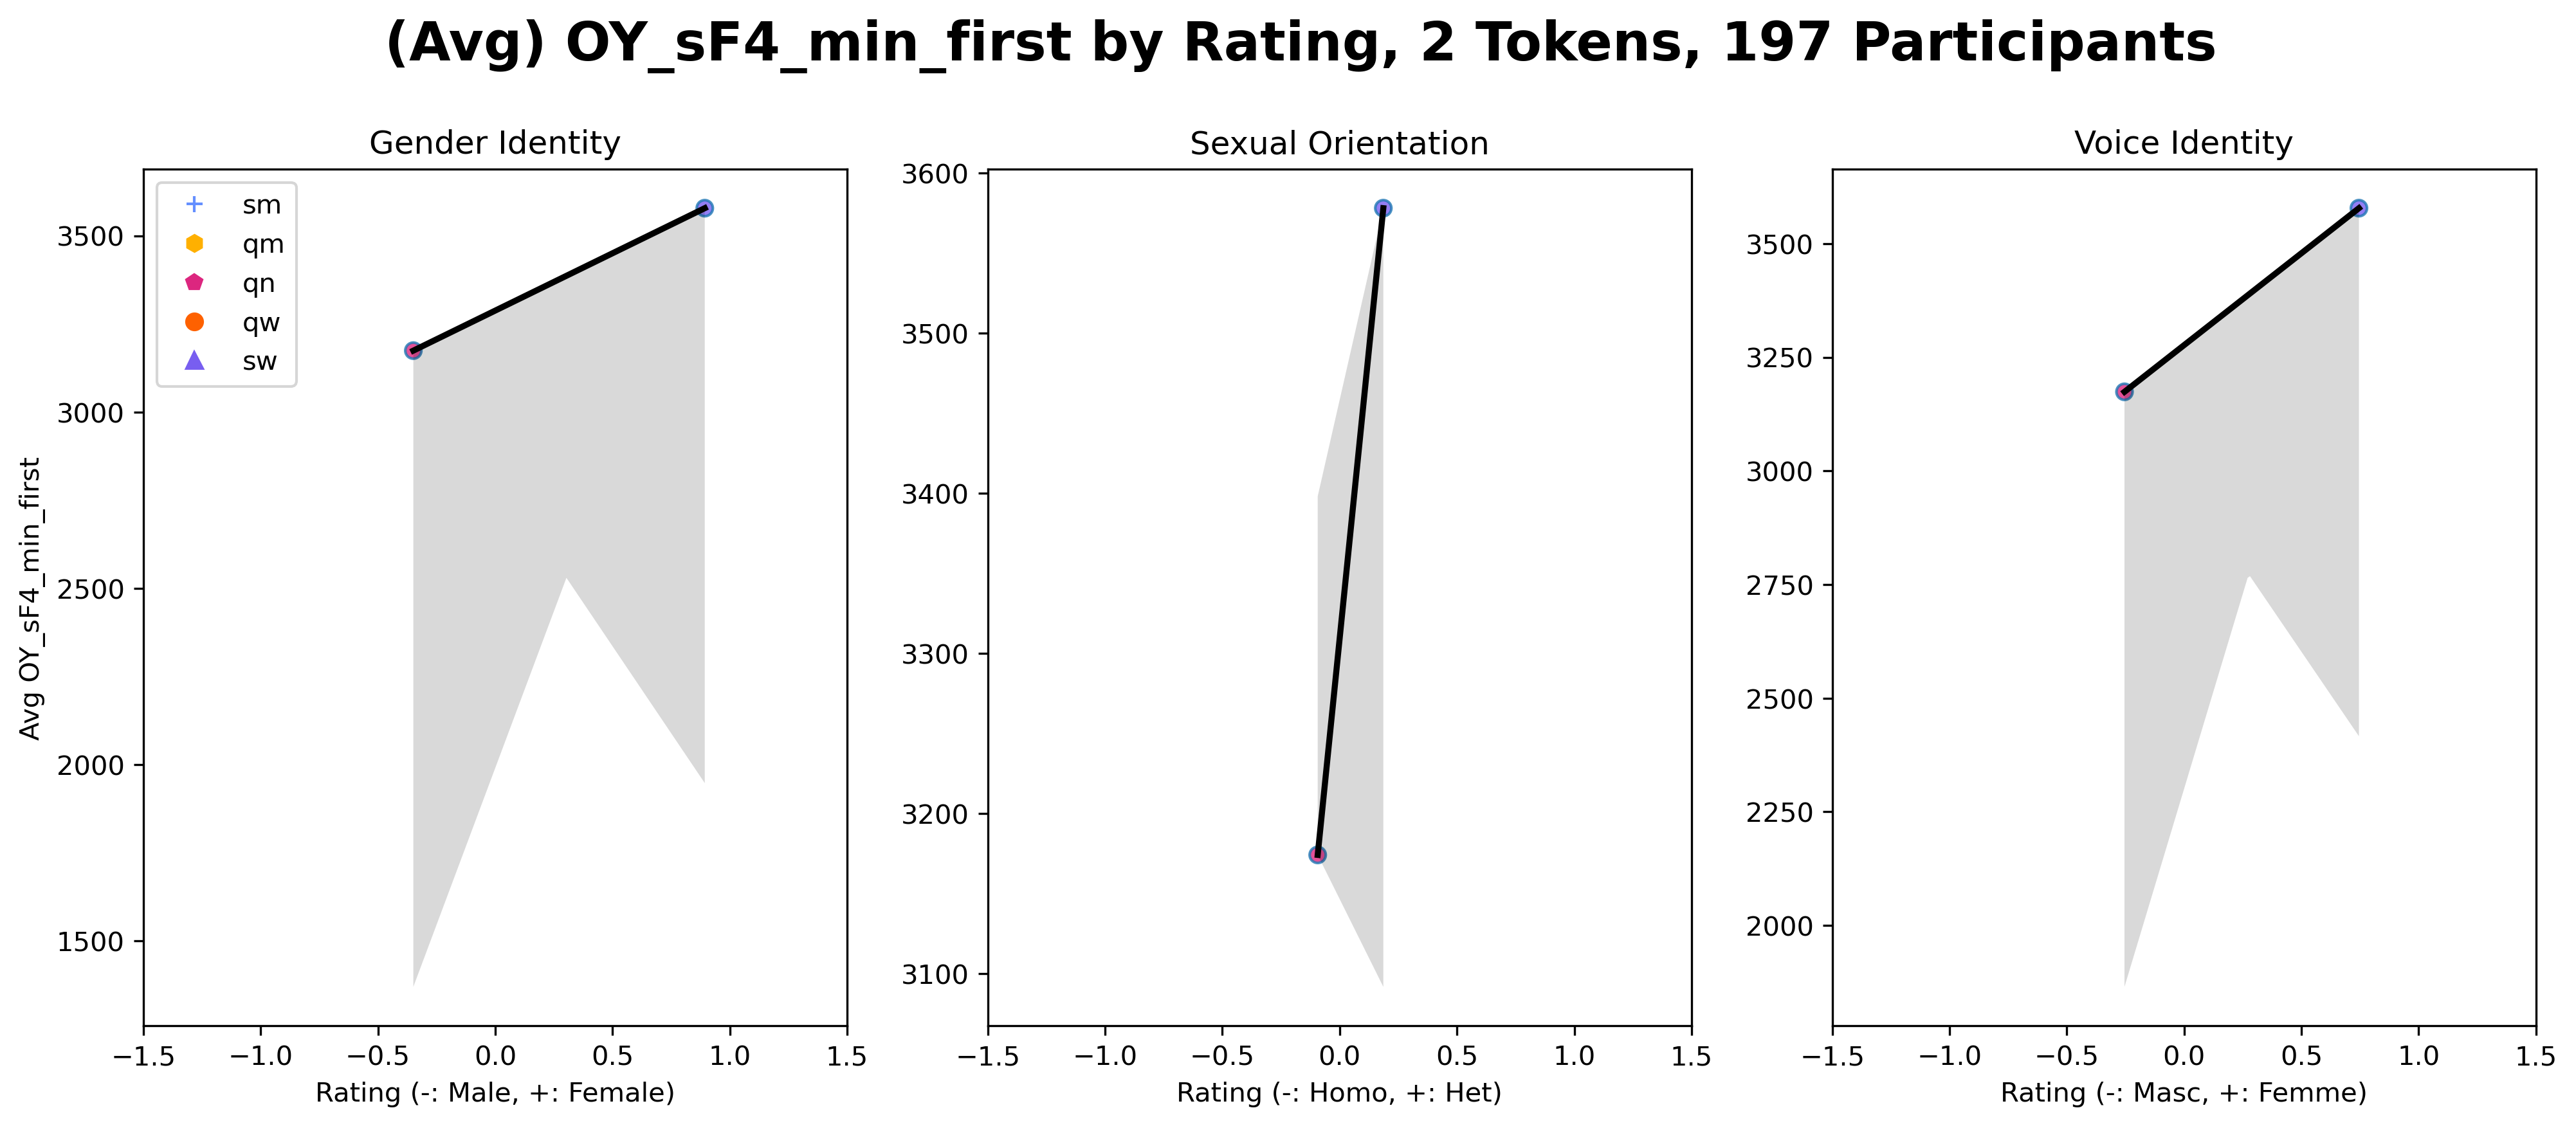 (Avg) OY_sF4_min_first by Rating, 2 Tokens, 197 Participants
Gender Identity
sm
qm
qn
qw
sw
3500
3000
2500
2000
1500
Avg OY_sF4_min_first
−1.5 −1.0 −0.5 0.0 0.5 1.0 1.5
Rating (-: Male, +: Female)
Sexual Orientation
3600
3500
3400
3300
3200
3100
−1.5 −1.0 −0.5 0.0 0.5 1.0 1.5
Rating (-: Homo, +: Het)
Voice Identity
3500
3250
3000
2750
2500
2250
2000
−1.5 −1.0 −0.5 0.0 0.5 1.0 1.5
Rating (-: Masc, +: Femme)